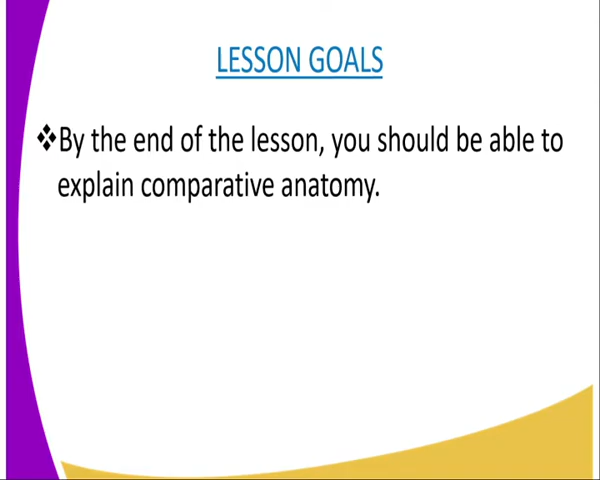 LESSON GOALS
❖By the end of the lesson, you should be able to
explain comparative anatomy.